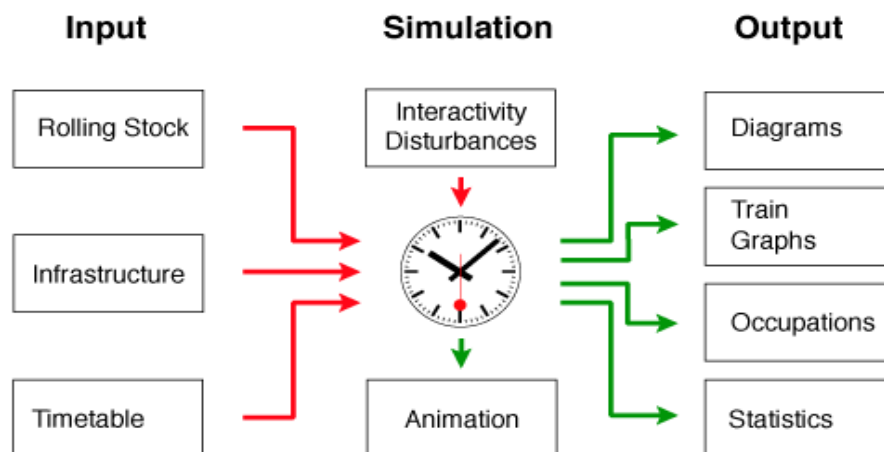 Input
Simulation
Output
Rolling Stock
Infrastructure
Timetable
Interactivity
Disturbances
Animation
Diagrams
Train
Graphs
Occupations
Statistics